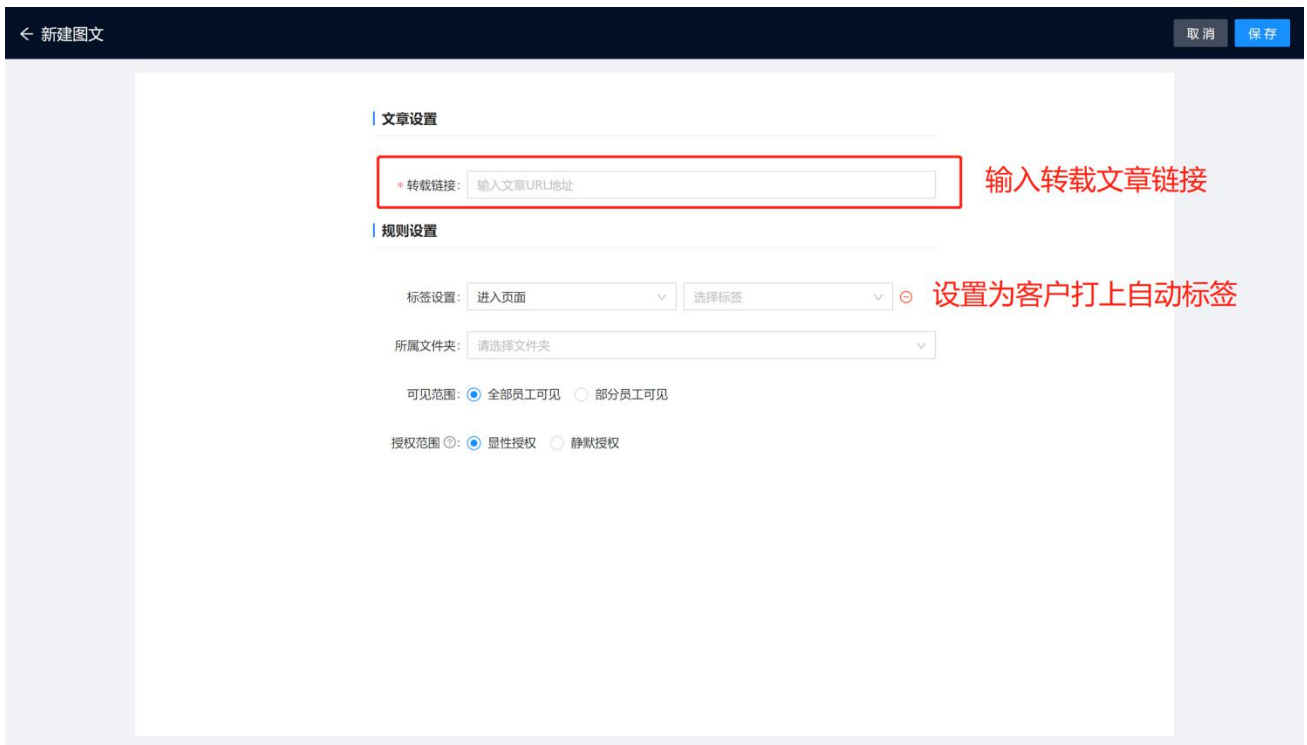 ← 新建图文 取消 保存
文章设置
* 转载链接: 输入文章URL地址 输入转载文章链接
规则设置
标签设置: 进入页面 选择标签 设置为客户打上自动标签
所属文件夹: 请选择文件夹
可见范围: 全部员工可见 部分员工可见
授权范围 ?: 显性授权 静默授权